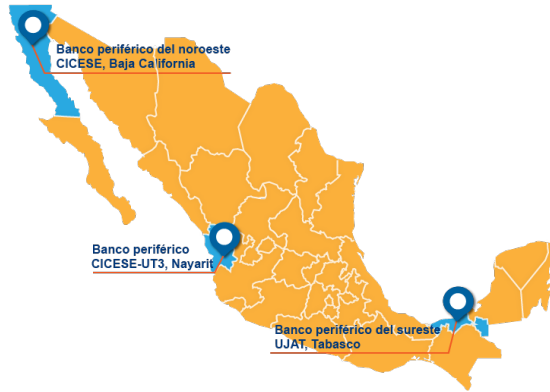 Banco periférico del noroeste
CICESE, Baja California
Banco periférico
CICESE-UT3, Nayarit
Banco periférico del sureste
UJAT, Tabasco